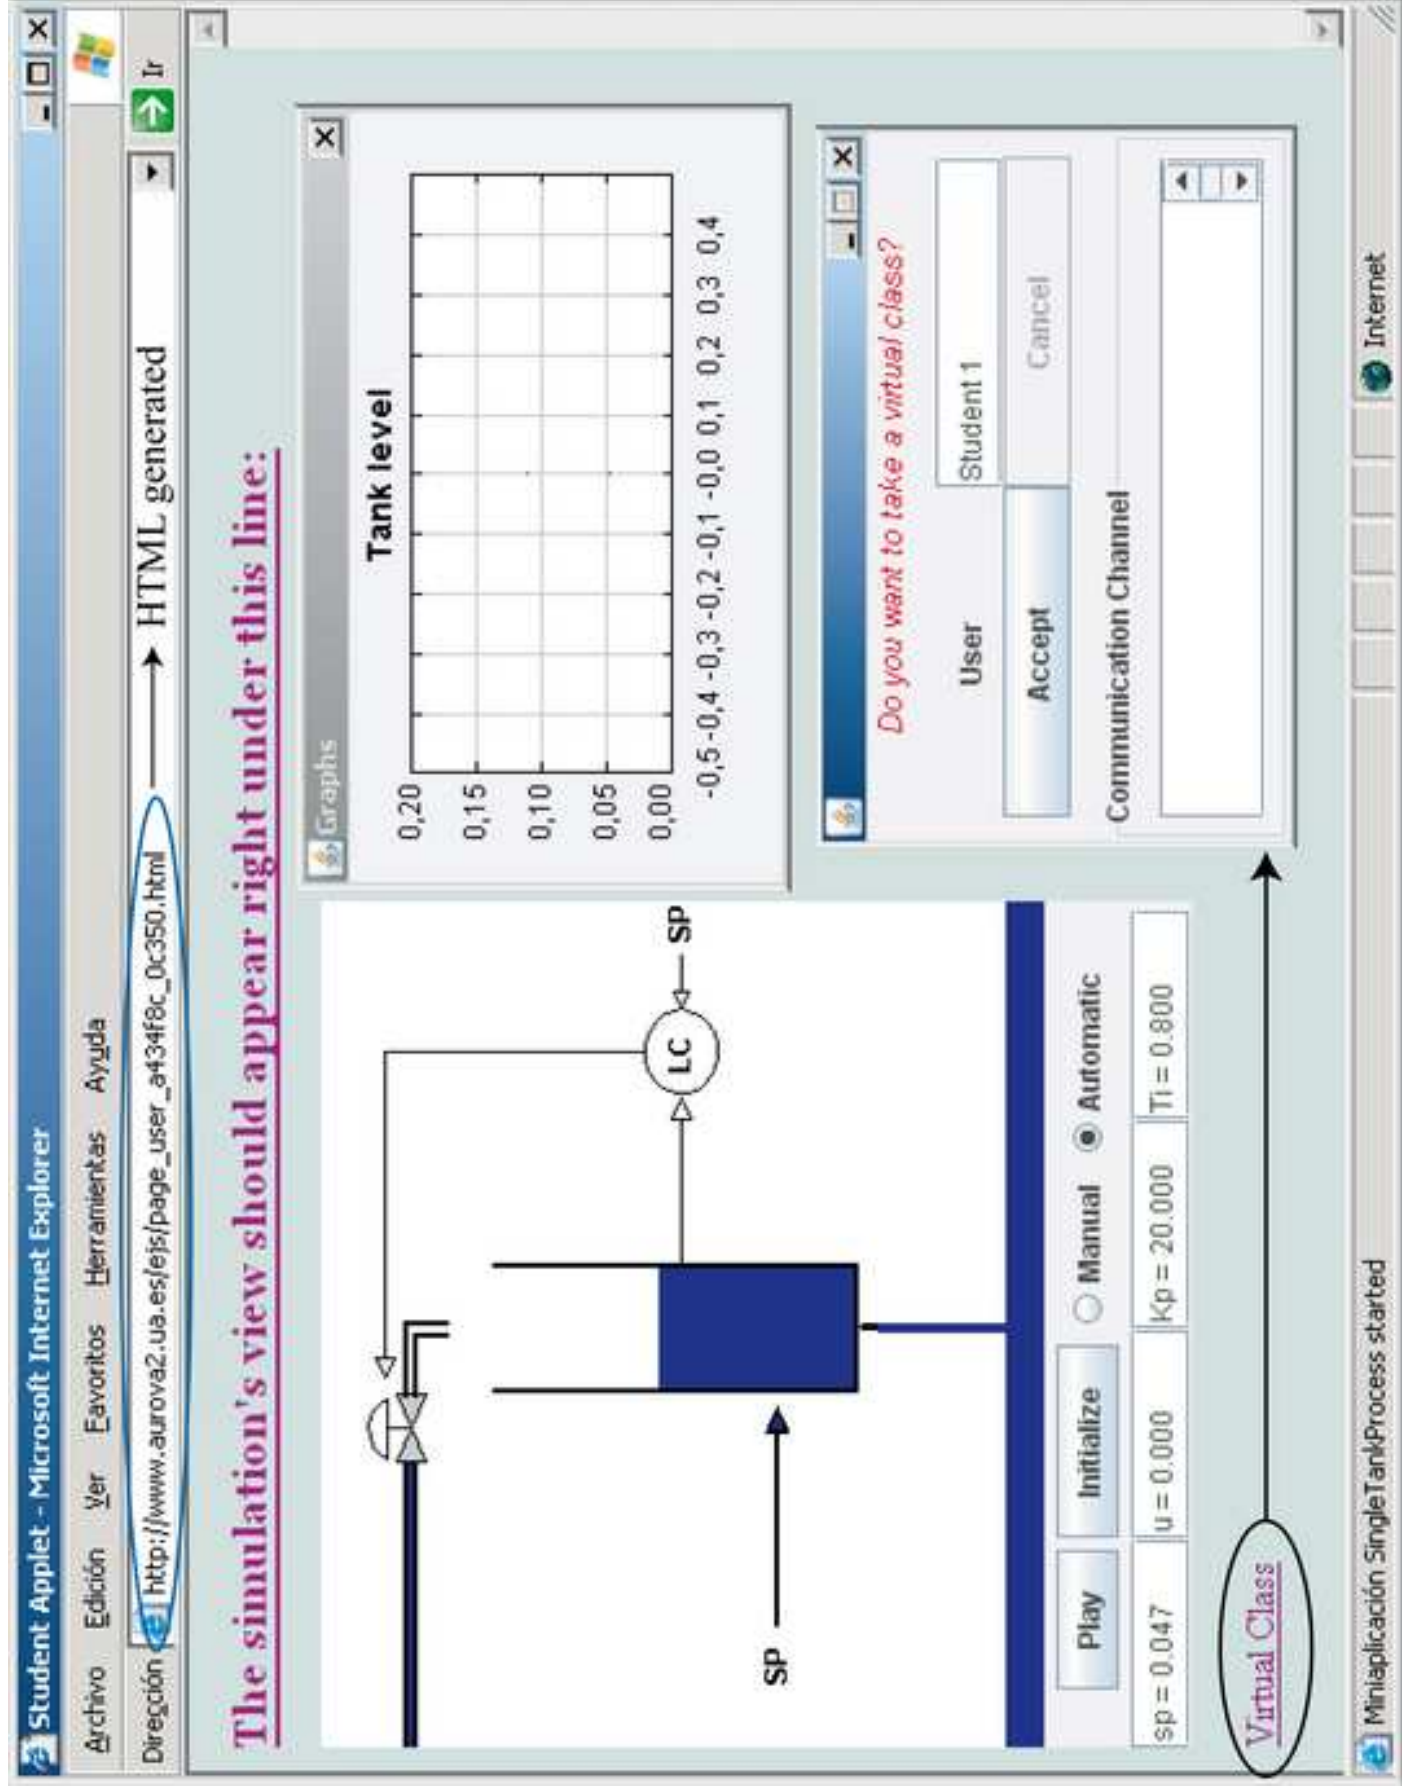 Student Applet - Microsoft Internet Explorer
Archivo Edición Ver Favoritos Herramientas Ayuda
Dirección http://www.aurova2.ua.es/ejs/page_user_a434f8c_0c350.html HTML generated Ir
The simulation's view should appear right under this line:
Graphs
Tank level
0,20
0,15
0,10
0,05
0,00
-0,5 -0,4 -0,3 -0,2 -0,1 -0,0 0,1 0,2 0,3 0,4
LC
SP
SP
Play Initialize Manual Automatic
sp = 0.047 u = 0.000 Kp = 20.000 Ti = 0.800
Do you want to take a virtual class?
User Student 1
Accept Cancel
Communication Channel
Virtual Class
Miniaplicación SingleTankProcess started Internet